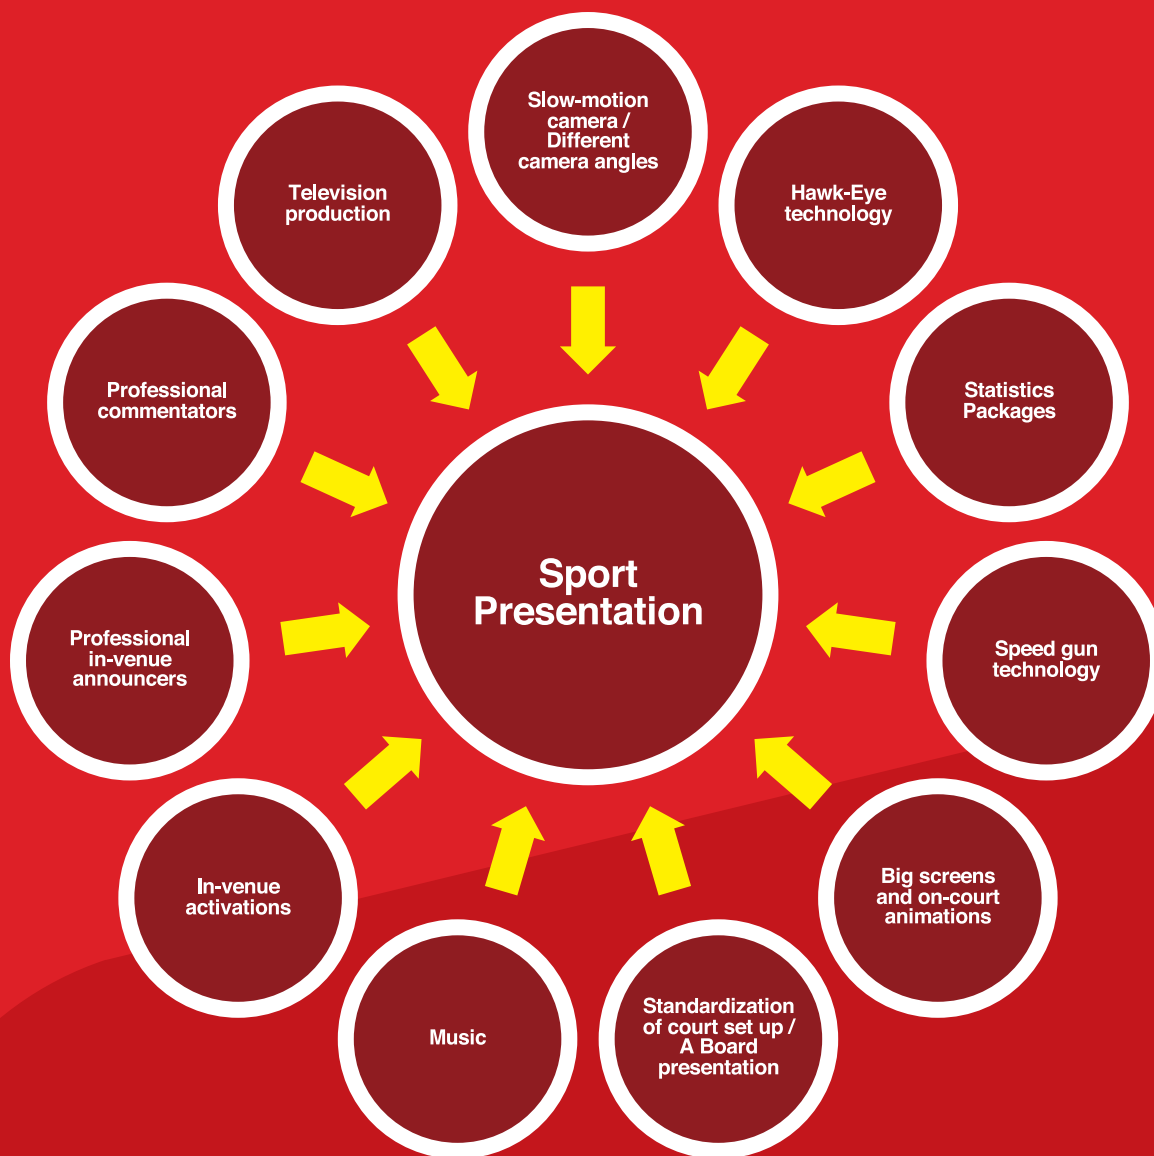 Slow-motion
camera /
Different
camera angles
Television
production
Hawk-Eye
technology
Professional
commentators
Statistics
Packages
Sport
Presentation
Professional
in-venue
announcers
Speed gun
technology
In-venue
activations
Big screens
and on-court
animations
Music
Standardization
of court set up /
A Board
presentation